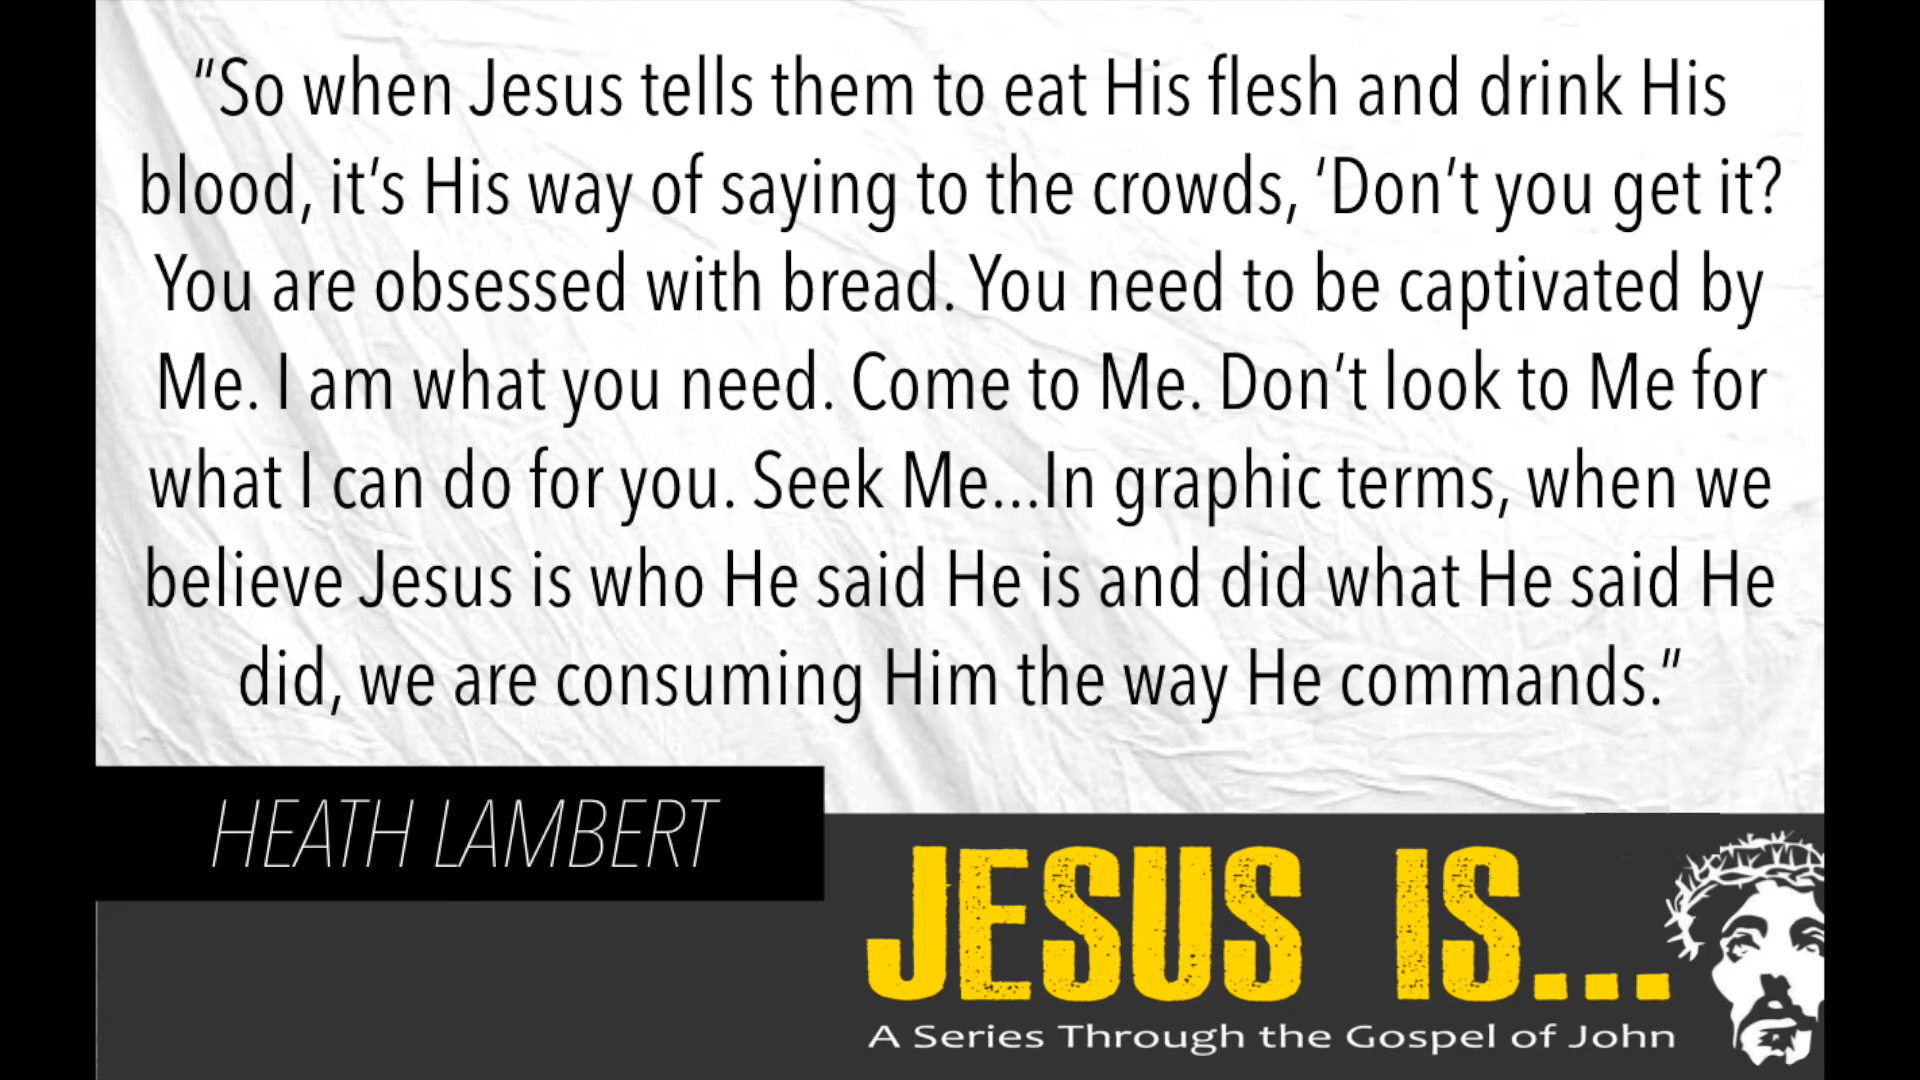 “So when Jesus tells them to eat His flesh and drink His
blood, it’s His way of saying to the crowds, ‘Don’t you get it?
You are obsessed with bread. You need to be captivated by
Me. I am what you need. Come to Me. Don’t look to Me for
what I can do for you. Seek Me...In graphic terms, when we
believe Jesus is who He said He is and did what He said He
did, we are consuming Him the way He commands.”
HEATH LAMBERT
JESUS IS...
A Series Through the Gospel of John